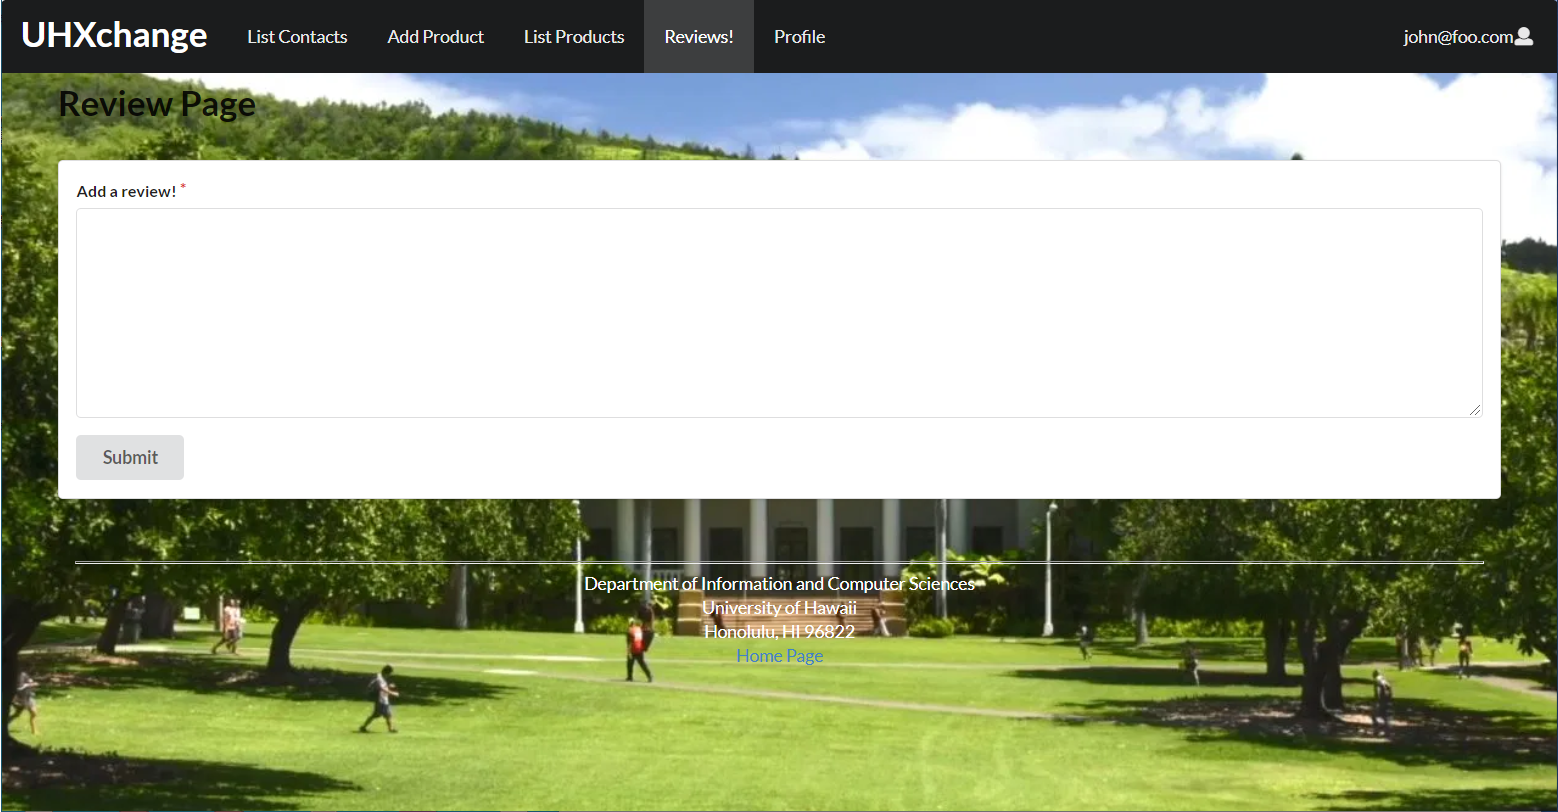 UHXchange List Contacts Add Product List Products Reviews! Profile john@foo.com
Review Page
Add a review! *
Submit
Department of Information and Computer Sciences
University of Hawaii
Honolulu, HI 96822
Home Page